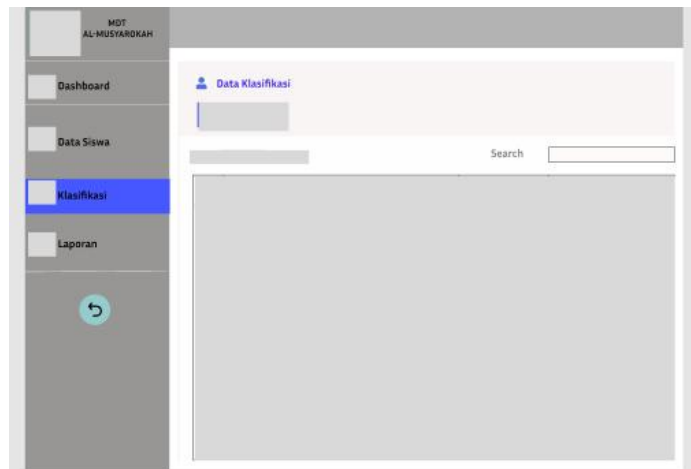 MDT
AL-MUSYAROKAH
Dashboard
Data Siswa
Klasifikasi
Laporan
Data Klasifikasi
Search